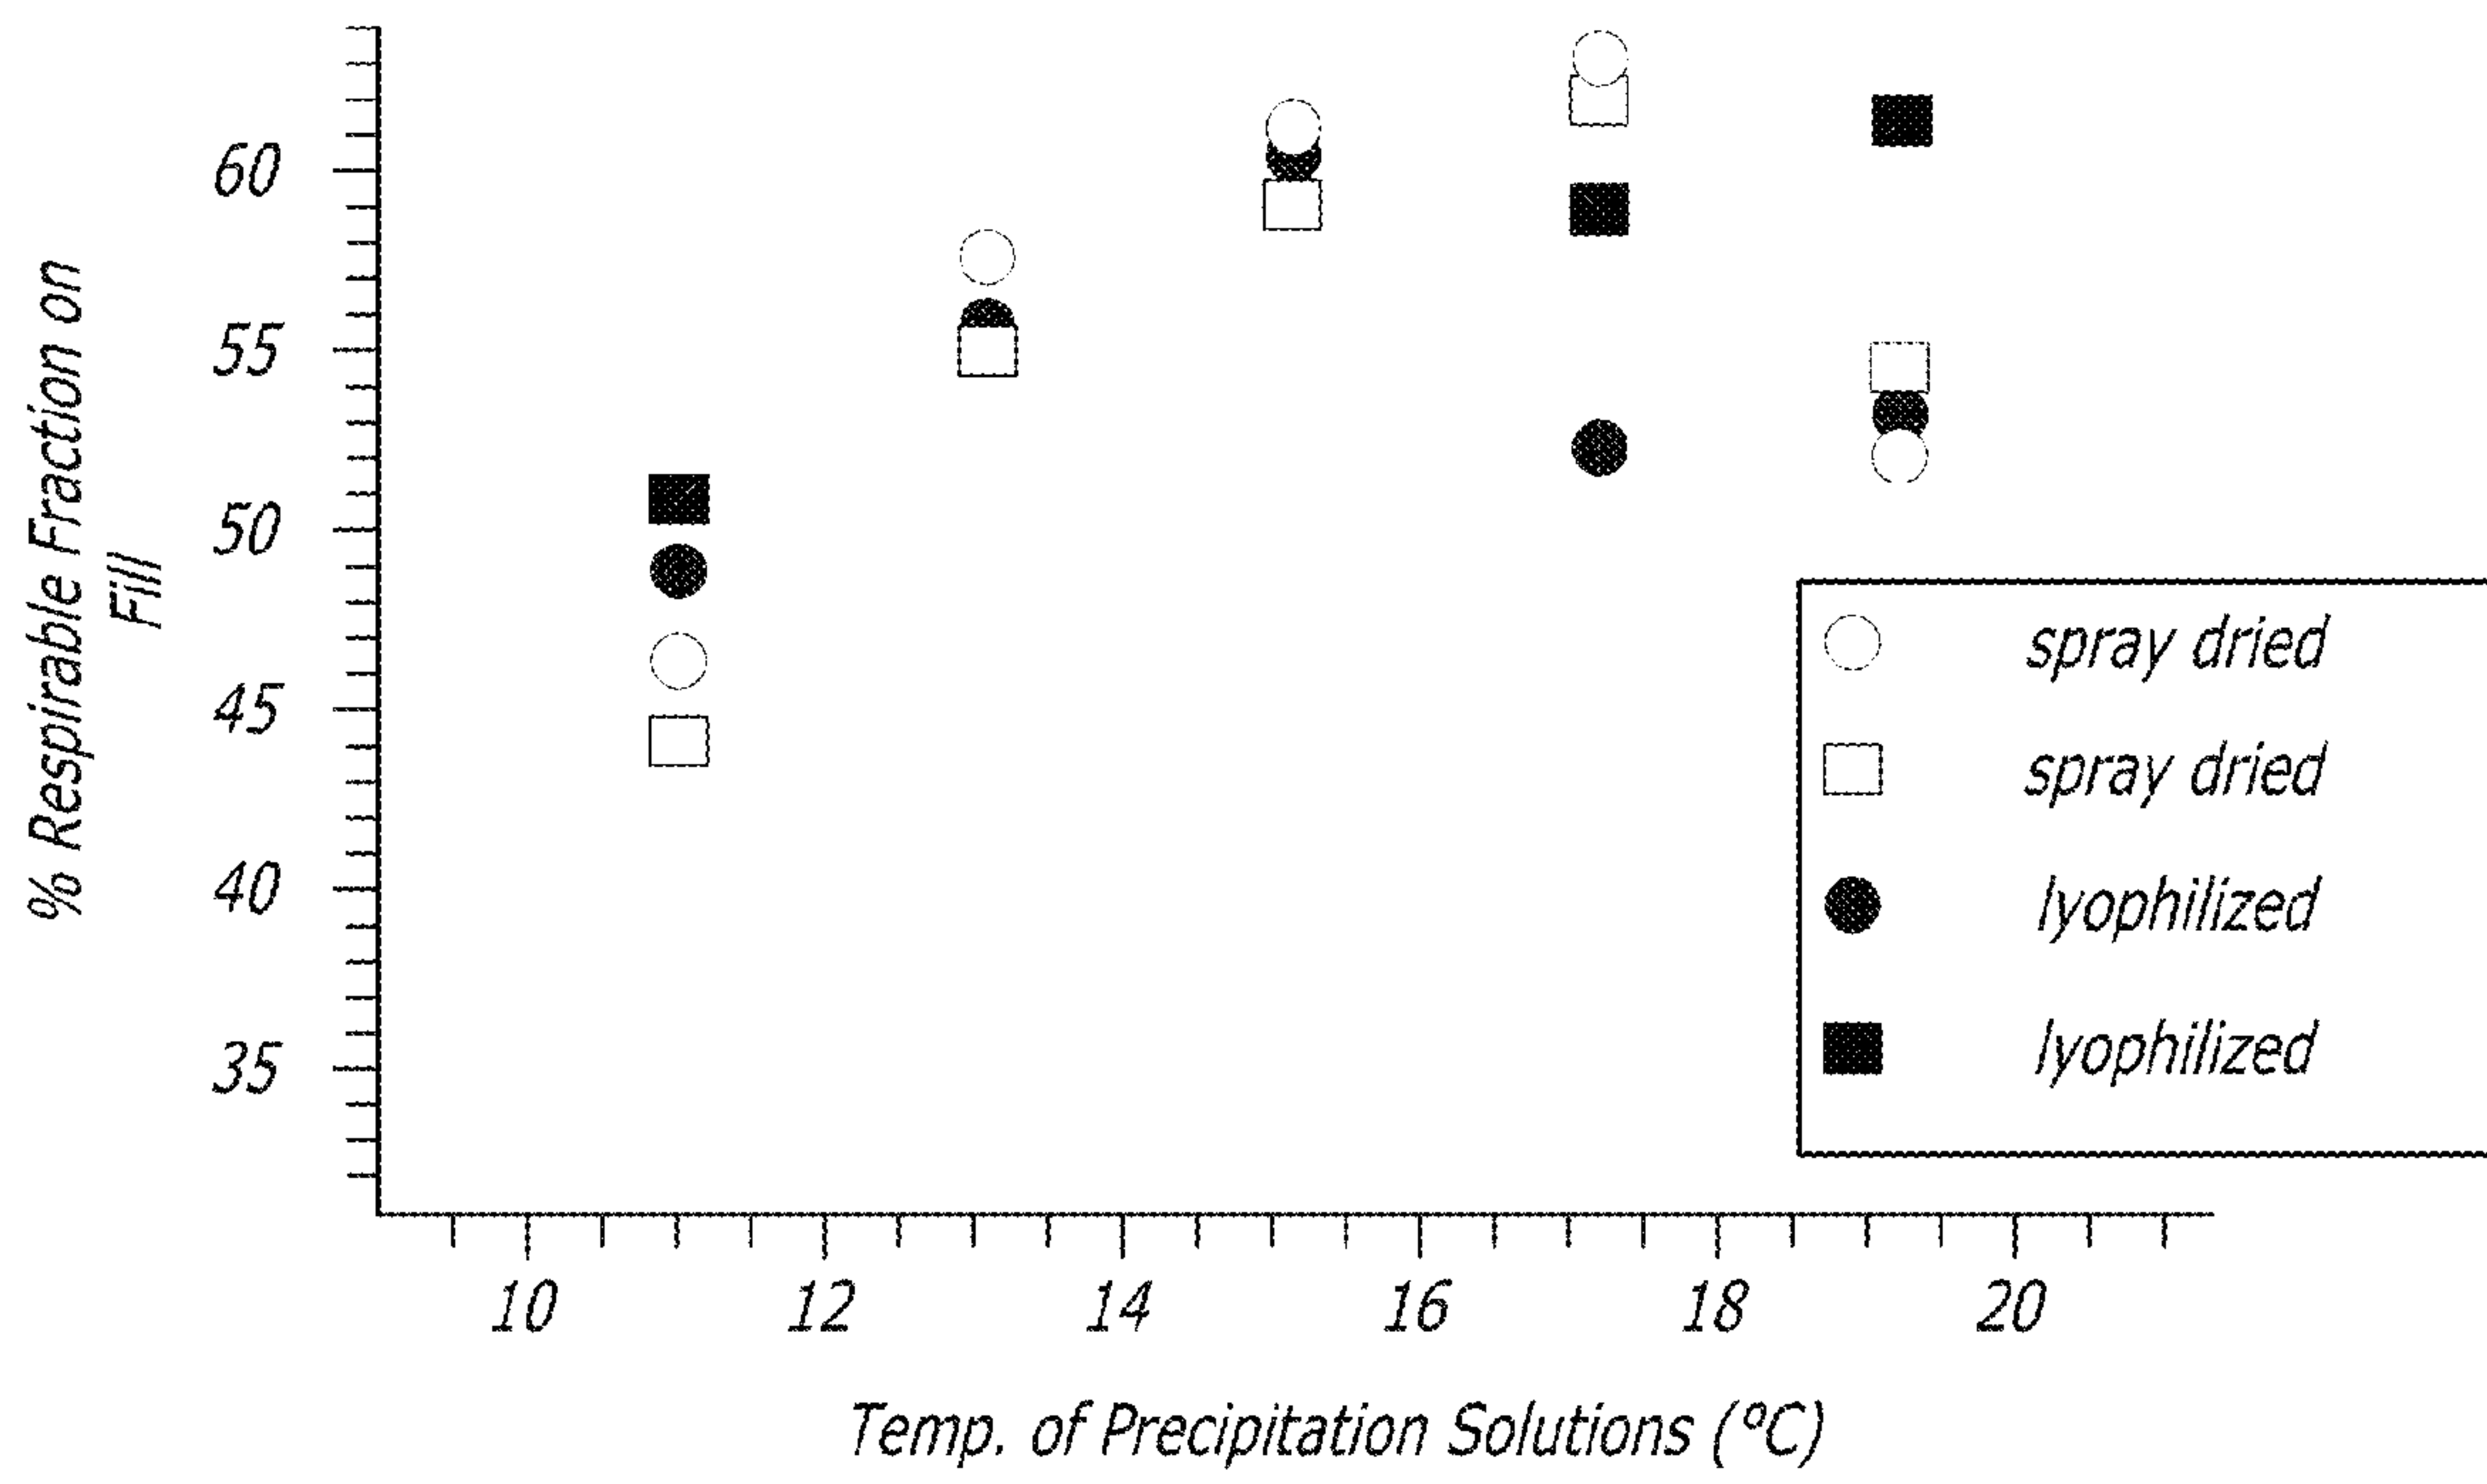 % Respirable Fraction on
Fill
60
55
50
45
40
35
spray dried
spray dried
lyophilized
lyophilized
10 12 14 16 18 20
Temp. of Precipitation Solutions (ºC)